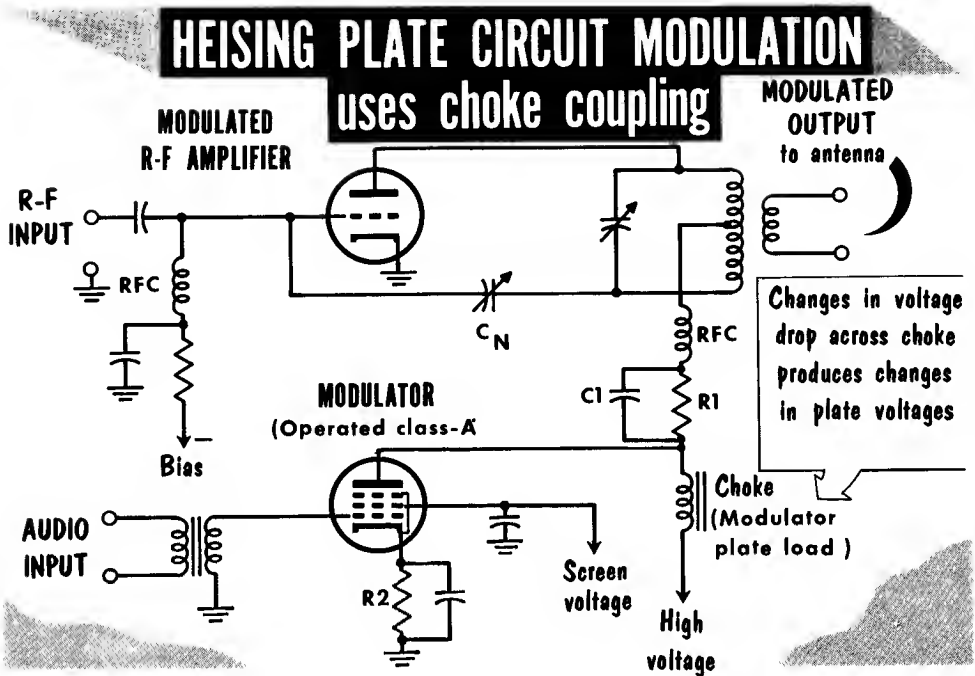 HEISING PLATE CIRCUIT MODULATION
uses choke coupling
MODULATED
R-F AMPLIFIER
MODULATED
OUTPUT
to antenna
R-F
INPUT
RFC
CN
RFC
C1
R1
Changes in voltage
drop across choke
produces changes
in plate voltages
Bias
–
MODULATOR
(Operated class-A
AUDIO
INPUT
R2
Screen
voltage
Choke
(Modulator
plate load )
High
voltage